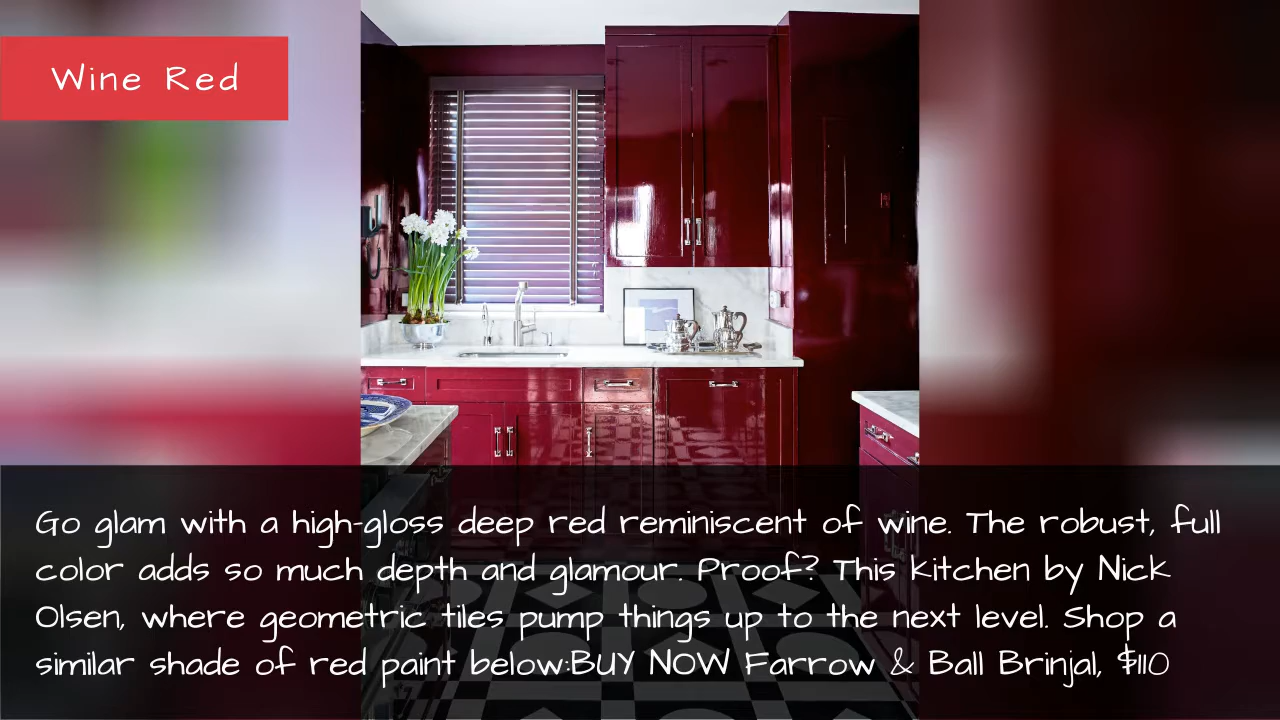 Wine Red
Go glam with a high-gloss deep red reminiscent of wine. The robust, full
color adds so much depth and glamour. Proof? This kitchen by Nick
Olsen, where geometric tiles pump things up to the next level. Shop a
similar shade of red paint below:BUY NOW Farrow & Ball Brinjal, $110